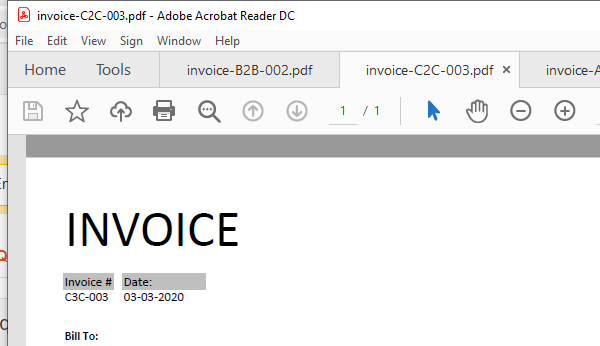 invoice-C2C-003.pdf - Adobe Acrobat Reader DC
File Edit View Sign Window Help
Home Tools invoice-B2B-002.pdf invoice-C2C-003.pdf × invoice-A
1 / 1
INVOICE
Invoice # Date:
C3C-003 03-03-2020
Bill To: